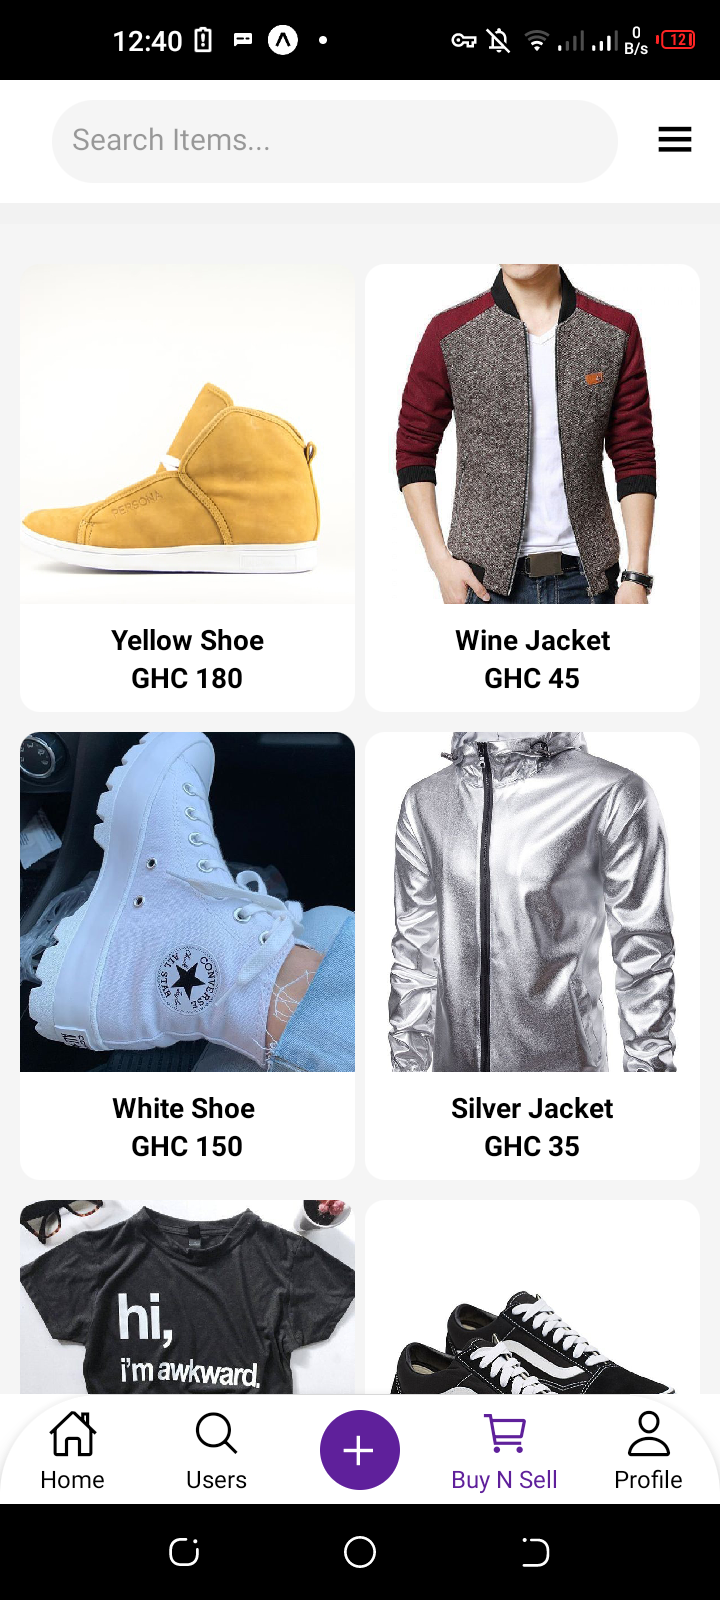 12:40
0
B/s
12
Search Items...
PERSONA
Yellow Shoe
GHC 180
Wine Jacket
GHC 45
CONVERSE
ALL STAR
White Shoe
GHC 150
Silver Jacket
GHC 35
hi,
i'm awkward.
Home
Users
Buy N Sell
Profile